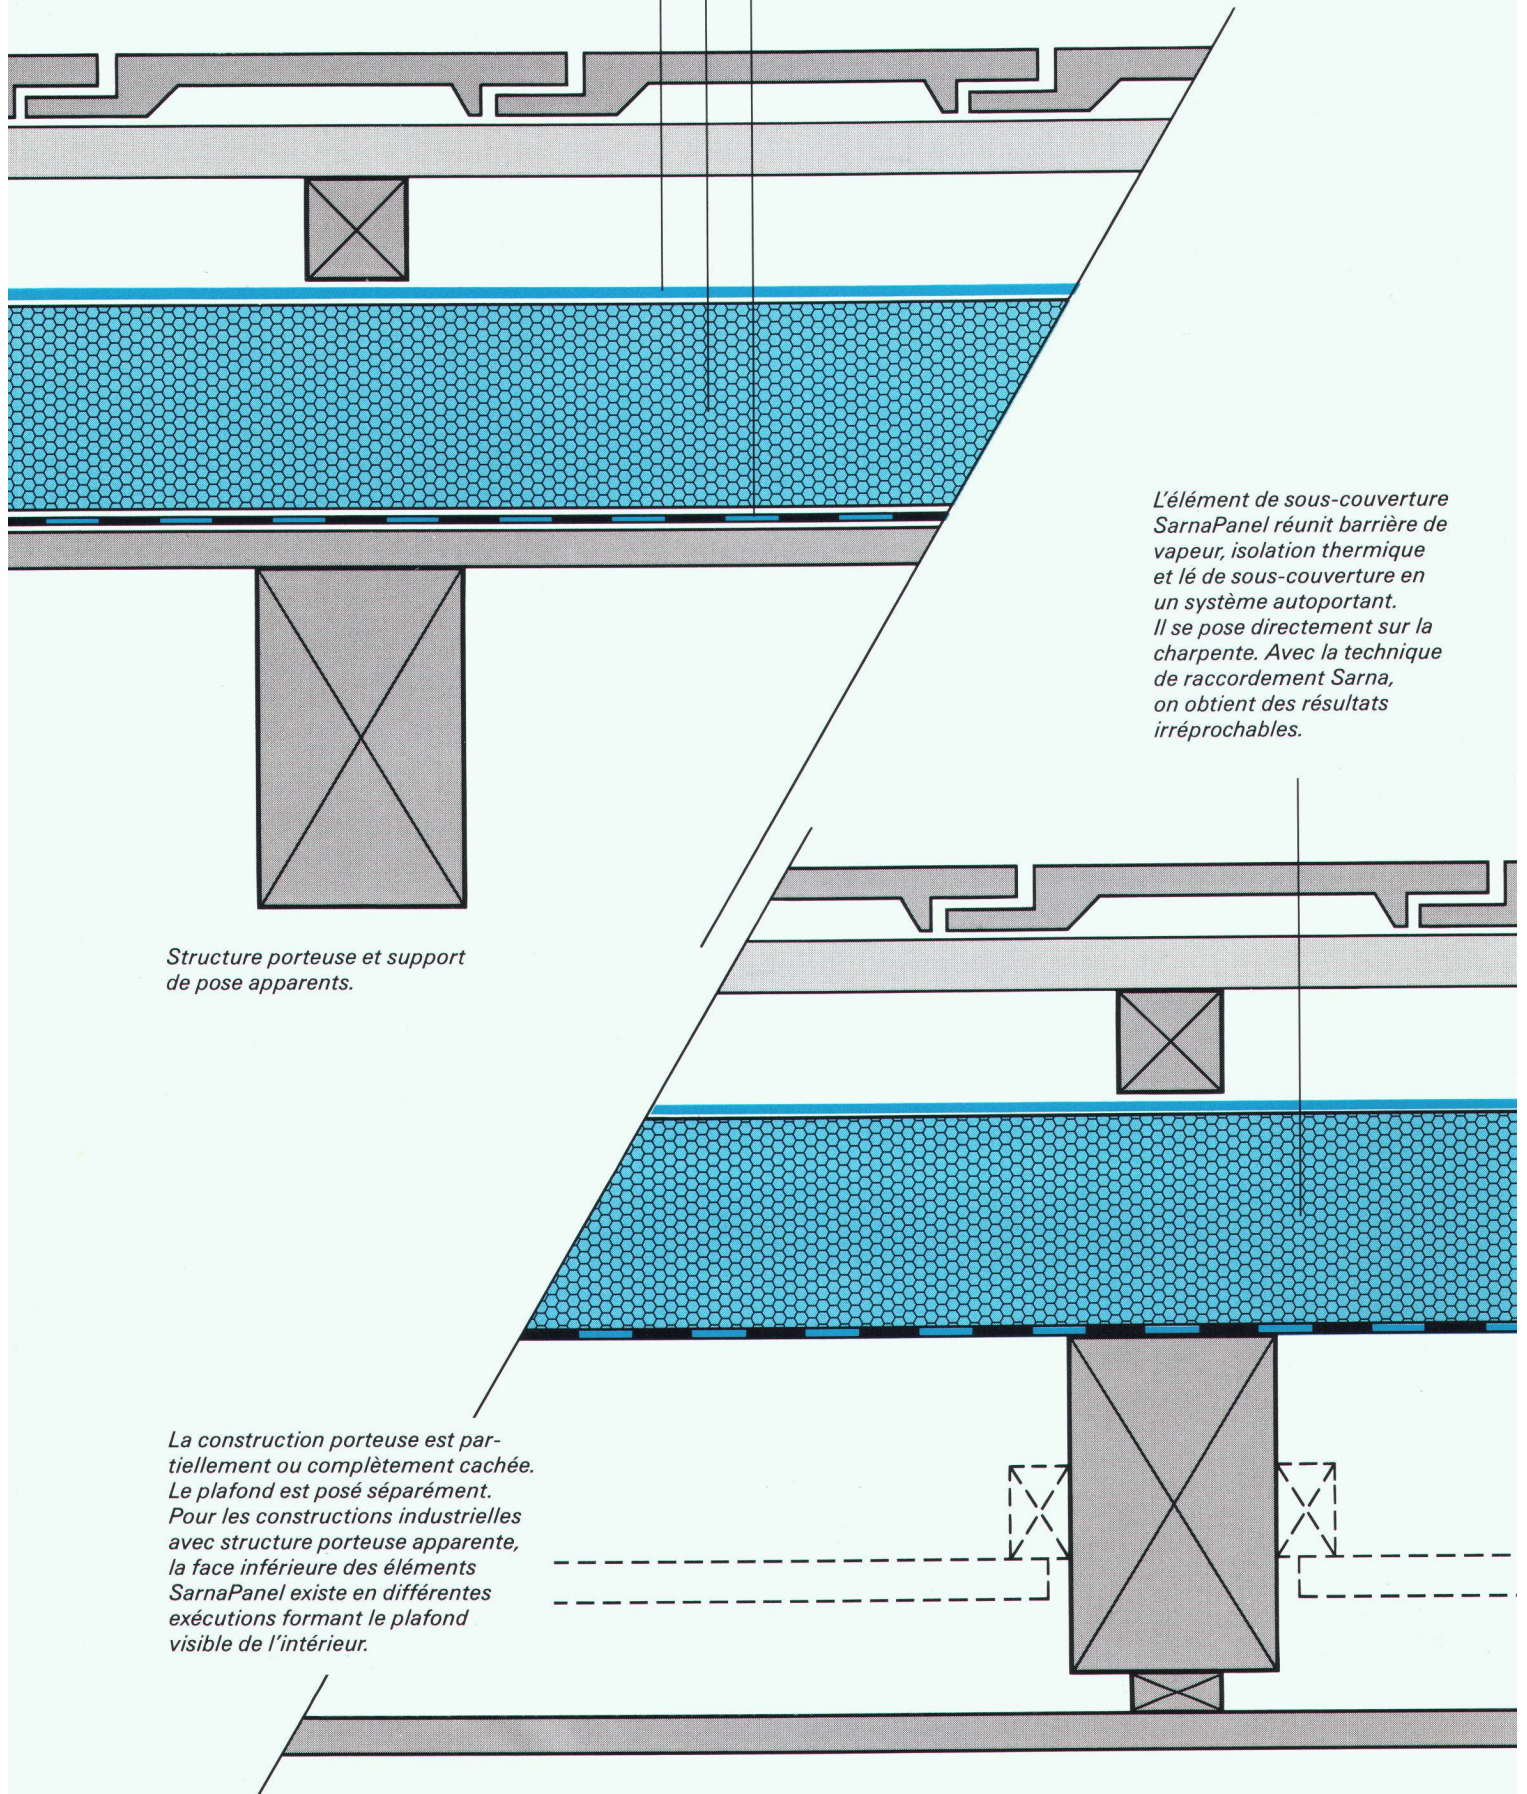 L'élément de sous-couverture
SarnaPanel réunit barrière de
vapeur, isolation thermique
et lé de sous-couverture en
un système autoportant.
Il se pose directement sur la
charpente. Avec la technique
de raccordement Sarna,
on obtient des résultats
irréprochables.
Structure porteuse et support
de pose apparents.
La construction porteuse est par-
tiellement ou complètement cachée.
Le plafond est posé séparément.
Pour les constructions industrielles
avec structure porteuse apparente,
la face inférieure des éléments
SarnaPanel existe en différentes
exécutions formant le plafond
visible de l'intérieur.